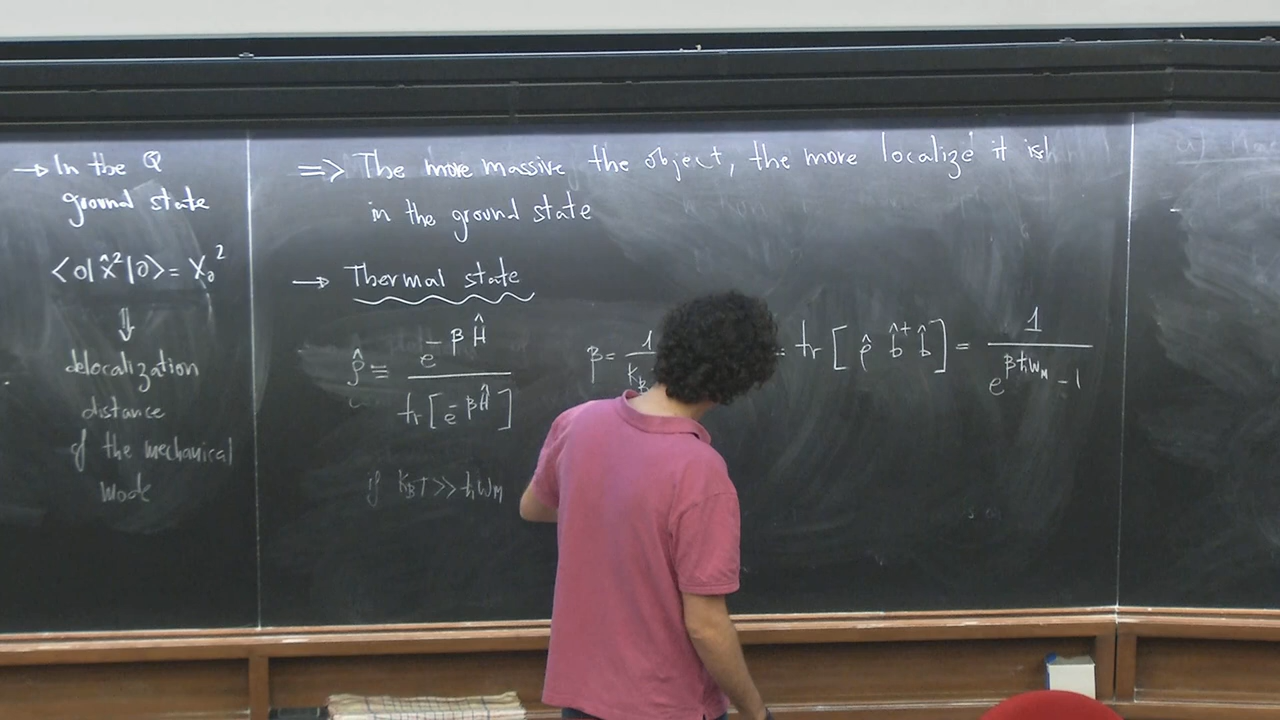 → In the Q
ground state
⟨0|x̂²|0⟩ = X₀²
⇓
delocalization
distance
of the mechanical
mode
=> The more massive the object, the more localize it is
in the ground state
→ Thermal state
ρ̂ ≡ e^{-βĤ} / tr[e^{-βĤ}]
β = 1 / K_B
= tr[ρ̂ b̂⁺ b̂] = 1 / (e^{βħω_M} - 1)
if K_BT >> ħω_M